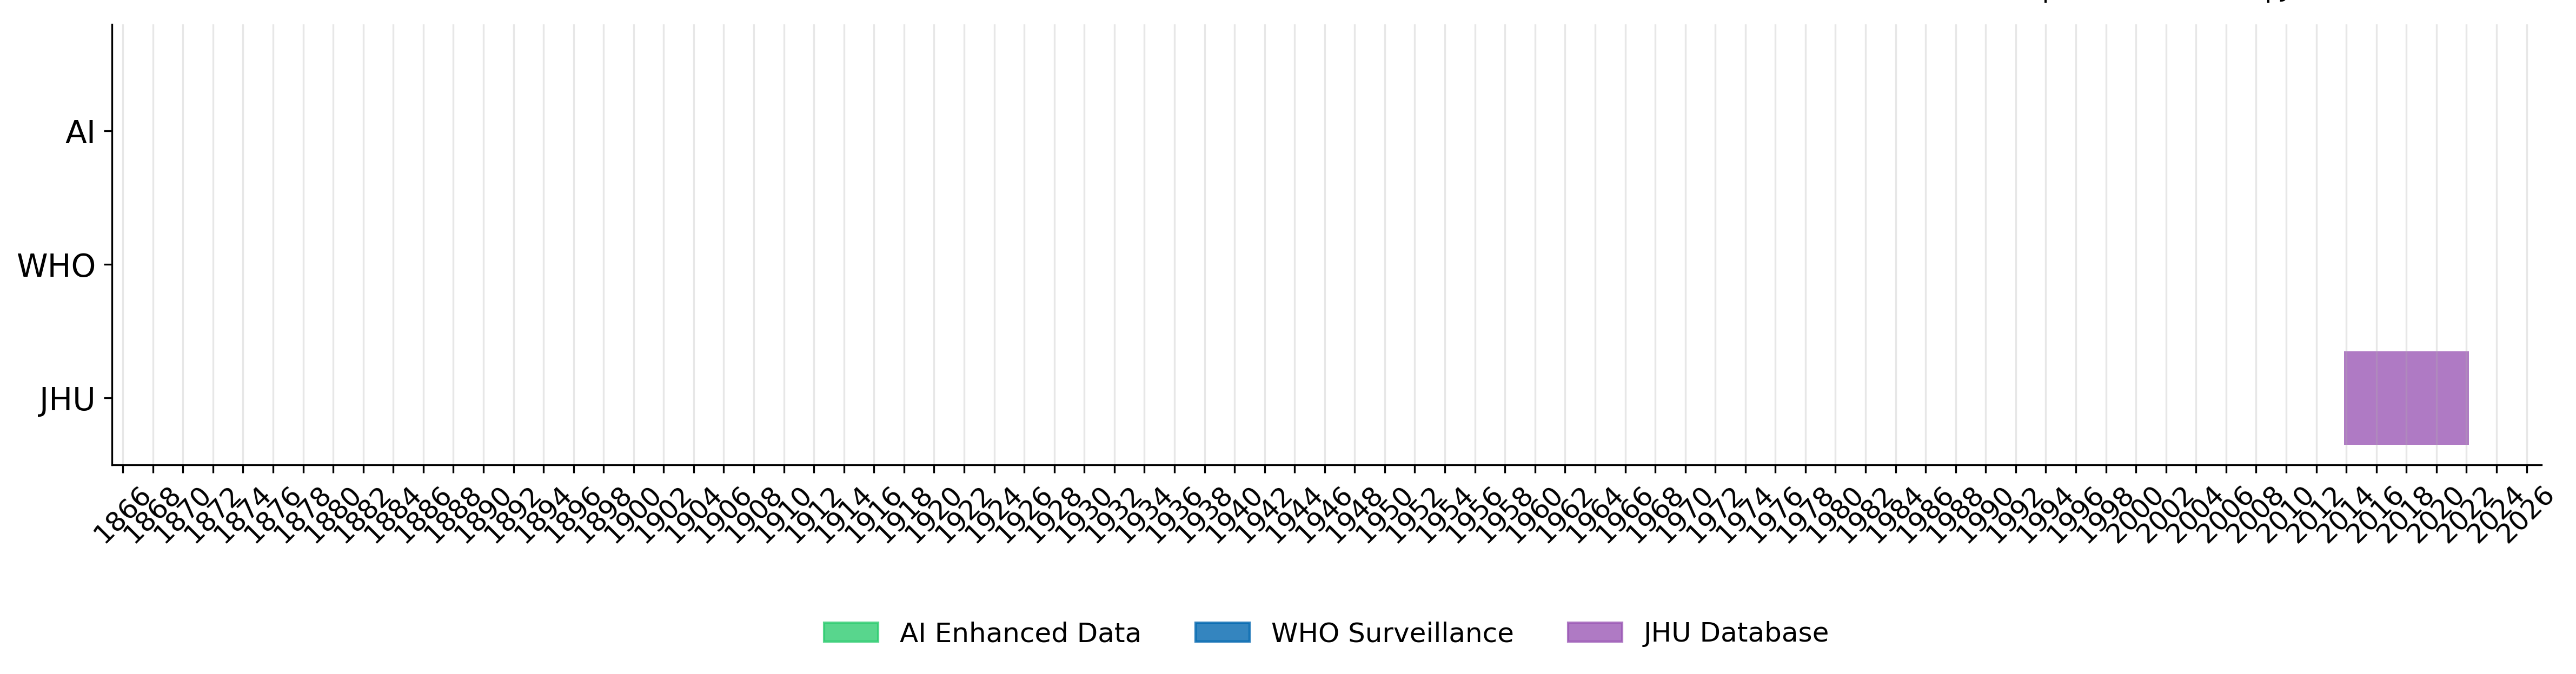 AI
WHO
JHU
1866 1868 1870 1872 1874 1876 1878 1880 1882 1884 1886 1888 1890 1892 1894 1896 1898 1900 1902 1904 1906 1908 1910 1912 1914 1916 1918 1920 1922 1924 1926 1928 1930 1932 1934 1936 1938 1940 1942 1944 1946 1948 1950 1952 1954 1956 1958 1960 1962 1964 1966 1968 1970 1972 1974 1976 1978 1980 1982 1984 1986 1988 1990 1992 1994 1996 1998 2000 2002 2004 2006 2008 2010 2012 2014 2016 2018 2020 2022 2024 2026
AI Enhanced Data WHO Surveillance JHU Database